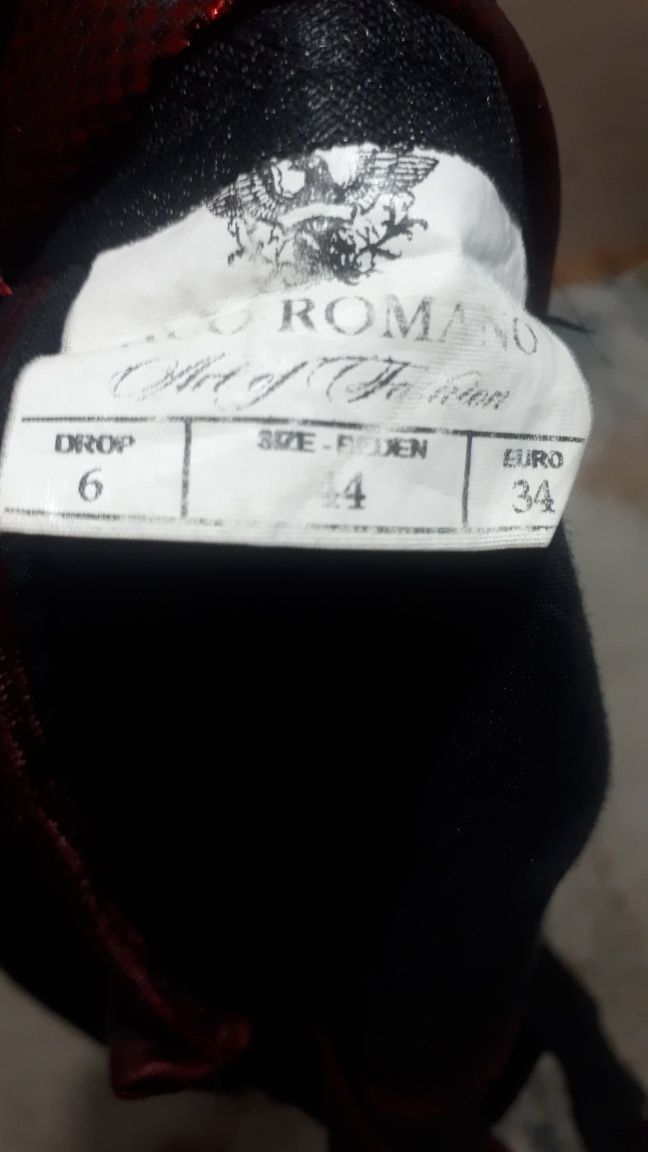 ROMANO
Art of Fashion
DROP SIZE - BEDEN EURO
6 44 34